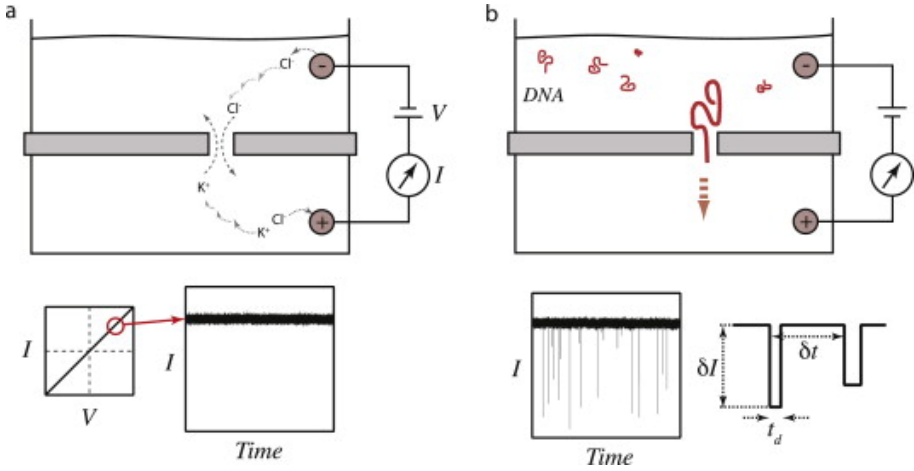 a
Cl⁻
−
Cl⁻
V
I
K⁺
Cl⁻
K⁺
+
I
V
I
Time
b
DNA
−
+
I
Time
δI
δt
t_d